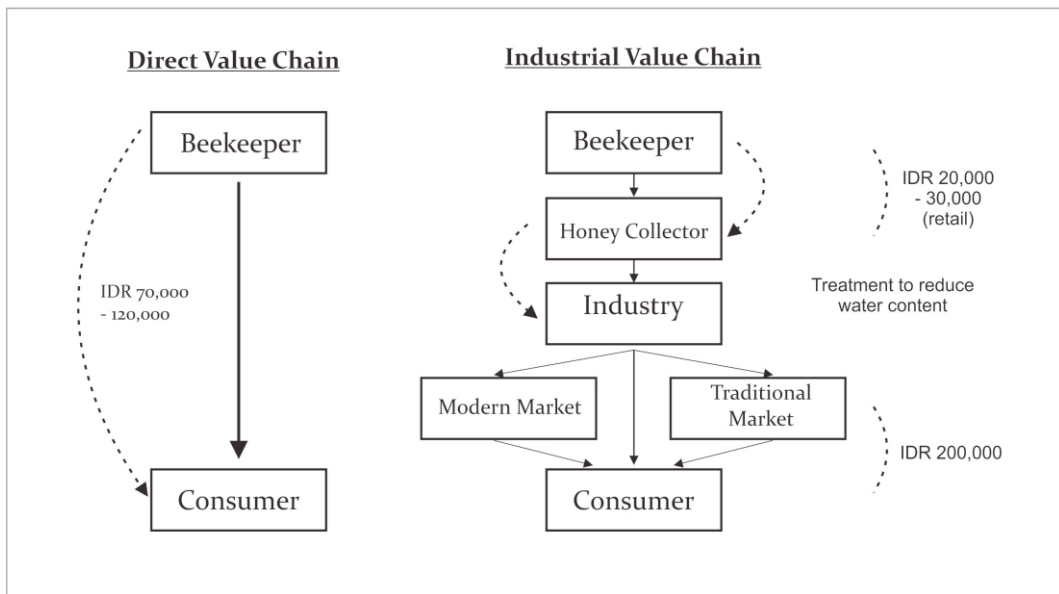 Direct Value Chain
Beekeeper
IDR 70,000
- 120,000
Consumer
Industrial Value Chain
Beekeeper
Honey Collector
Industry
Modern Market
Traditional
Market
Consumer
IDR 20,000
- 30,000
(retail)
Treatment to reduce
water content
IDR 200,000